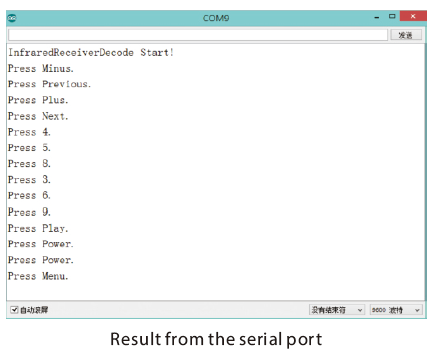 COM9
发送
InfraredReceiverDecode Start!
Press Minus.
Press Previous.
Press Plus.
Press Next.
Press 4.
Press 5.
Press 8.
Press 3.
Press 6.
Press 9.
Press Play.
Press Power.
Press Power.
Press Menu.
自动滚屏 没有结束符 9600 波特
Result from the serial port